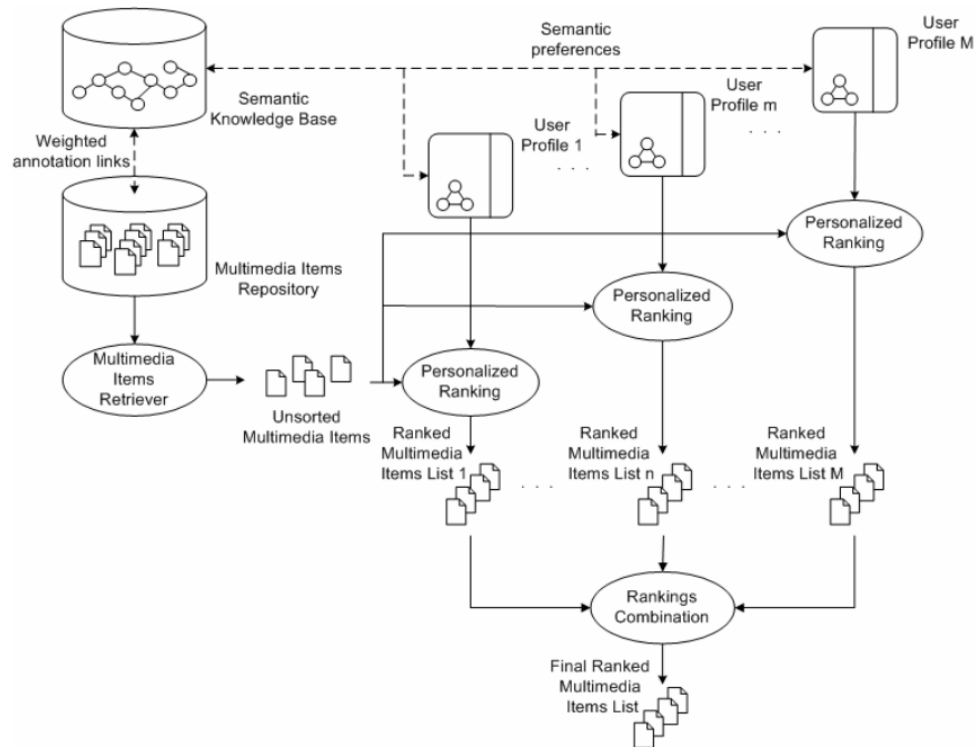 Semantic
preferences
User
Profile M
Semantic
Knowledge Base
User
Profile m
. . .
User
Profile 1
. . .
Weighted
annotation links
Multimedia Items
Repository
Personalized
Ranking
Personalized
Ranking
Multimedia
Items
Retriever
Personalized
Ranking
Unsorted
Multimedia Items
Ranked
Multimedia
Items List 1
. . .
Ranked
Multimedia
Items List n
. . .
Ranked
Multimedia
Items List M
Rankings
Combination
Final Ranked
Multimedia
Items List